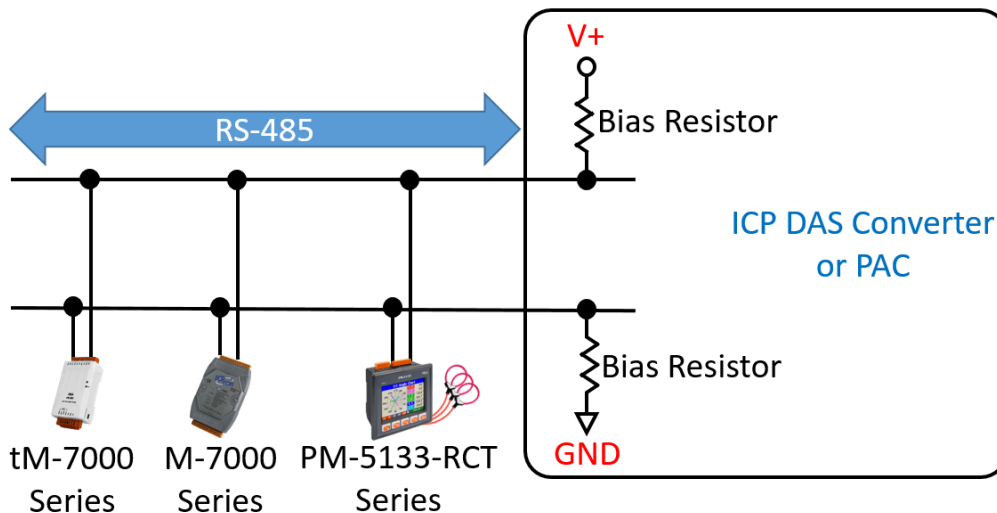 V+
Bias Resistor
RS-485
ICP DAS Converter
or PAC
Bias Resistor
GND
tM-7000
Series
M-7000
Series
PM-5133-RCT
Series